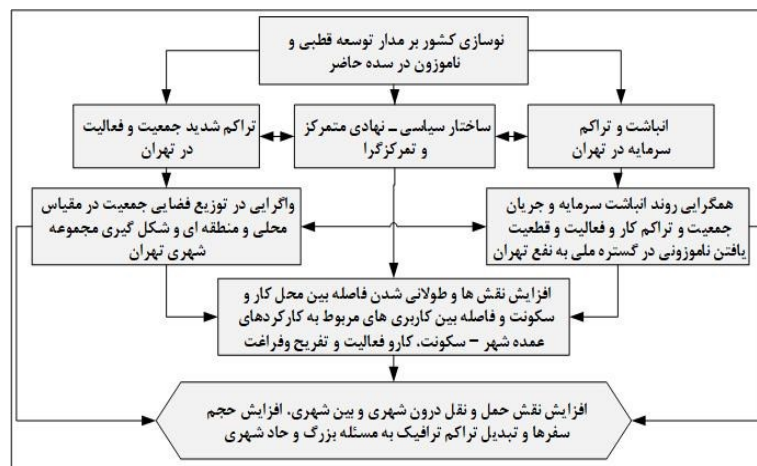 نوسازی کشور بر مدار توسعه قطبی و
ناموزون در سده حاضر
انباشت و تراکم
سرمایه در تهران
ساختار سیاسی – نهادی متمرکز
و تمرکزگرا
تراکم شدید جمعیت و فعالیت
در تهران
همگرایی روند انباشت سرمایه و جریان
جمعیت و تراکم کار و فعالیت و قطعیت
یافتن ناموزونی در گستره ملی به نفع تهران
واگرایی در توزیع فضایی جمعیت در مقیاس
محلی و منطقه ای و شکل گیری مجموعه
شهری تهران
افزایش نقش ها و طولانی شدن فاصله بین محل کار و
سکونت و فاصله بین کاربری های مربوط به کارکردهای
عمده شهر – سکونت، کارو فعالیت و تفریح وفراغت
افزایش نقش حمل و نقل درون شهری و بین شهری، افزایش حجم
سفرها و تبدیل تراکم ترافیک به مسئله بزرگ و حاد شهری